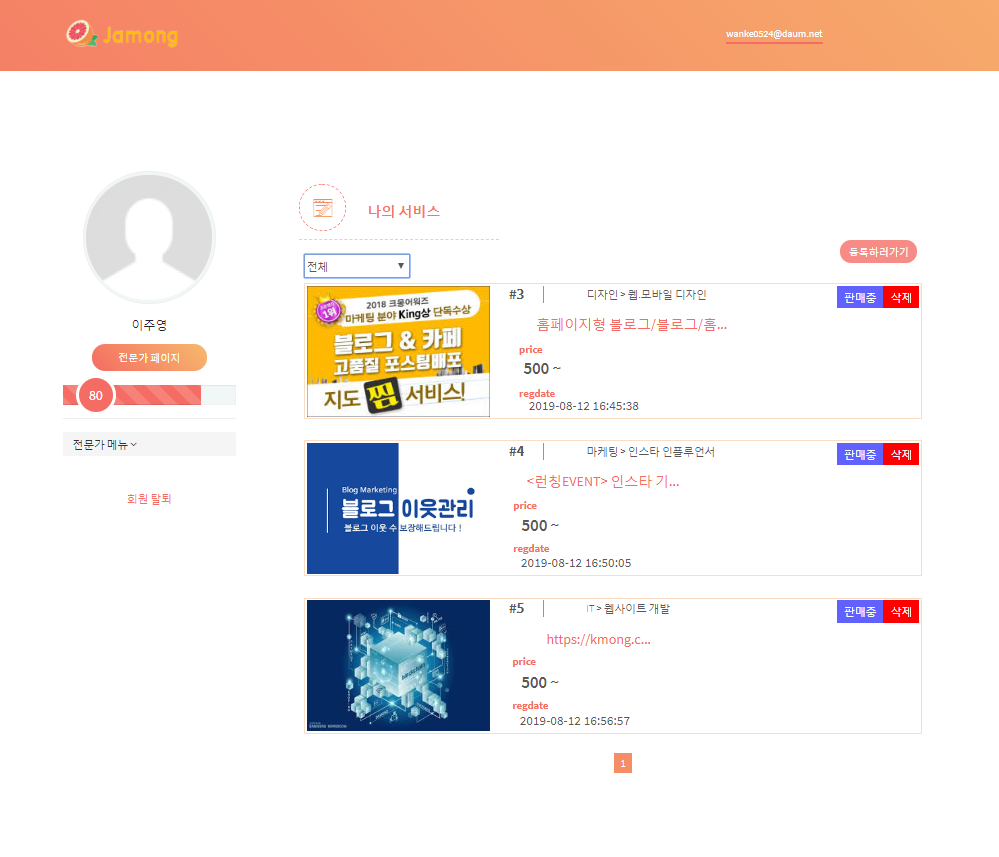 Jamong
wanke0524@daum.net
이주영
전문가 페이지
80
전문가 메뉴
회원 탈퇴
나의 서비스
등록하러가기
전체
2018 크몽어워즈
1위
마케팅 분야 King상 단독수상
블로그 & 카페
고품질 포스팅배포
지도 씹 서비스!
#3
디자인 > 웹.모바일 디자인
판매중
삭제
홈페이지형 블로그/블로그/홈...
price
500 ~
regdate
2019-08-12 16:45:38
Blog Marketing
블로그 이웃관리
블로그 이웃 수 보장해드립니다 !
#4
마케팅 > 인스타 인플루언서
판매중
삭제
<런칭EVENT> 인스타 기...
price
500 ~
regdate
2019-08-12 16:50:05
#5
IT > 웹사이트 개발
판매중
삭제
https://kmong.c...
price
500 ~
regdate
2019-08-12 16:56:57
1